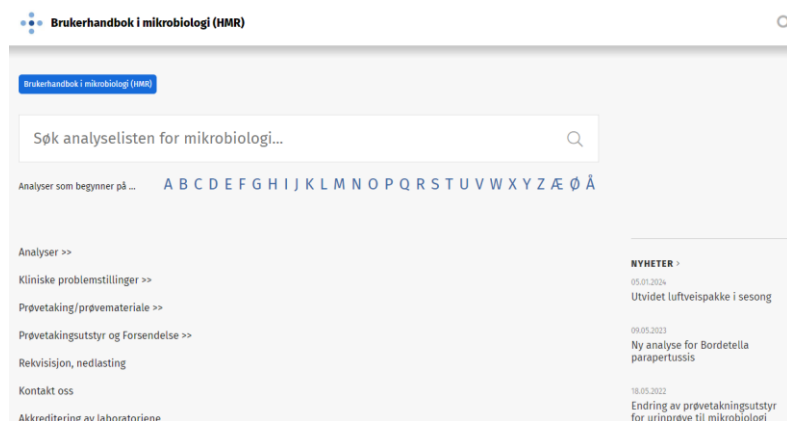 Brukerhandbok i mikrobiologi (HMR)
Brukerhandbok i mikrobiologi (HMR)
Søk analyselisten for mikrobiologi...
Analyser som begynner på ... A B C D E F G H I J K L M N O P Q R S T U V W X Y Z Æ Ø Å
Analyser >>
Kliniske problemstillinger >>
Prøvetaking/prøvemateriale >>
Prøvetakingsutstyr og Forsendelse >>
Rekvisisjon, nedlasting
Kontakt oss
Akkreditering av laboratoriene
NYHETER >
05.01.2024
Utvidet luftveispakke i sesong
09.05.2023
Ny analyse for Bordetella
parapertussis
18.05.2022
Endring av prøvetakningsutstyr
for urinprøve til mikrobiologi